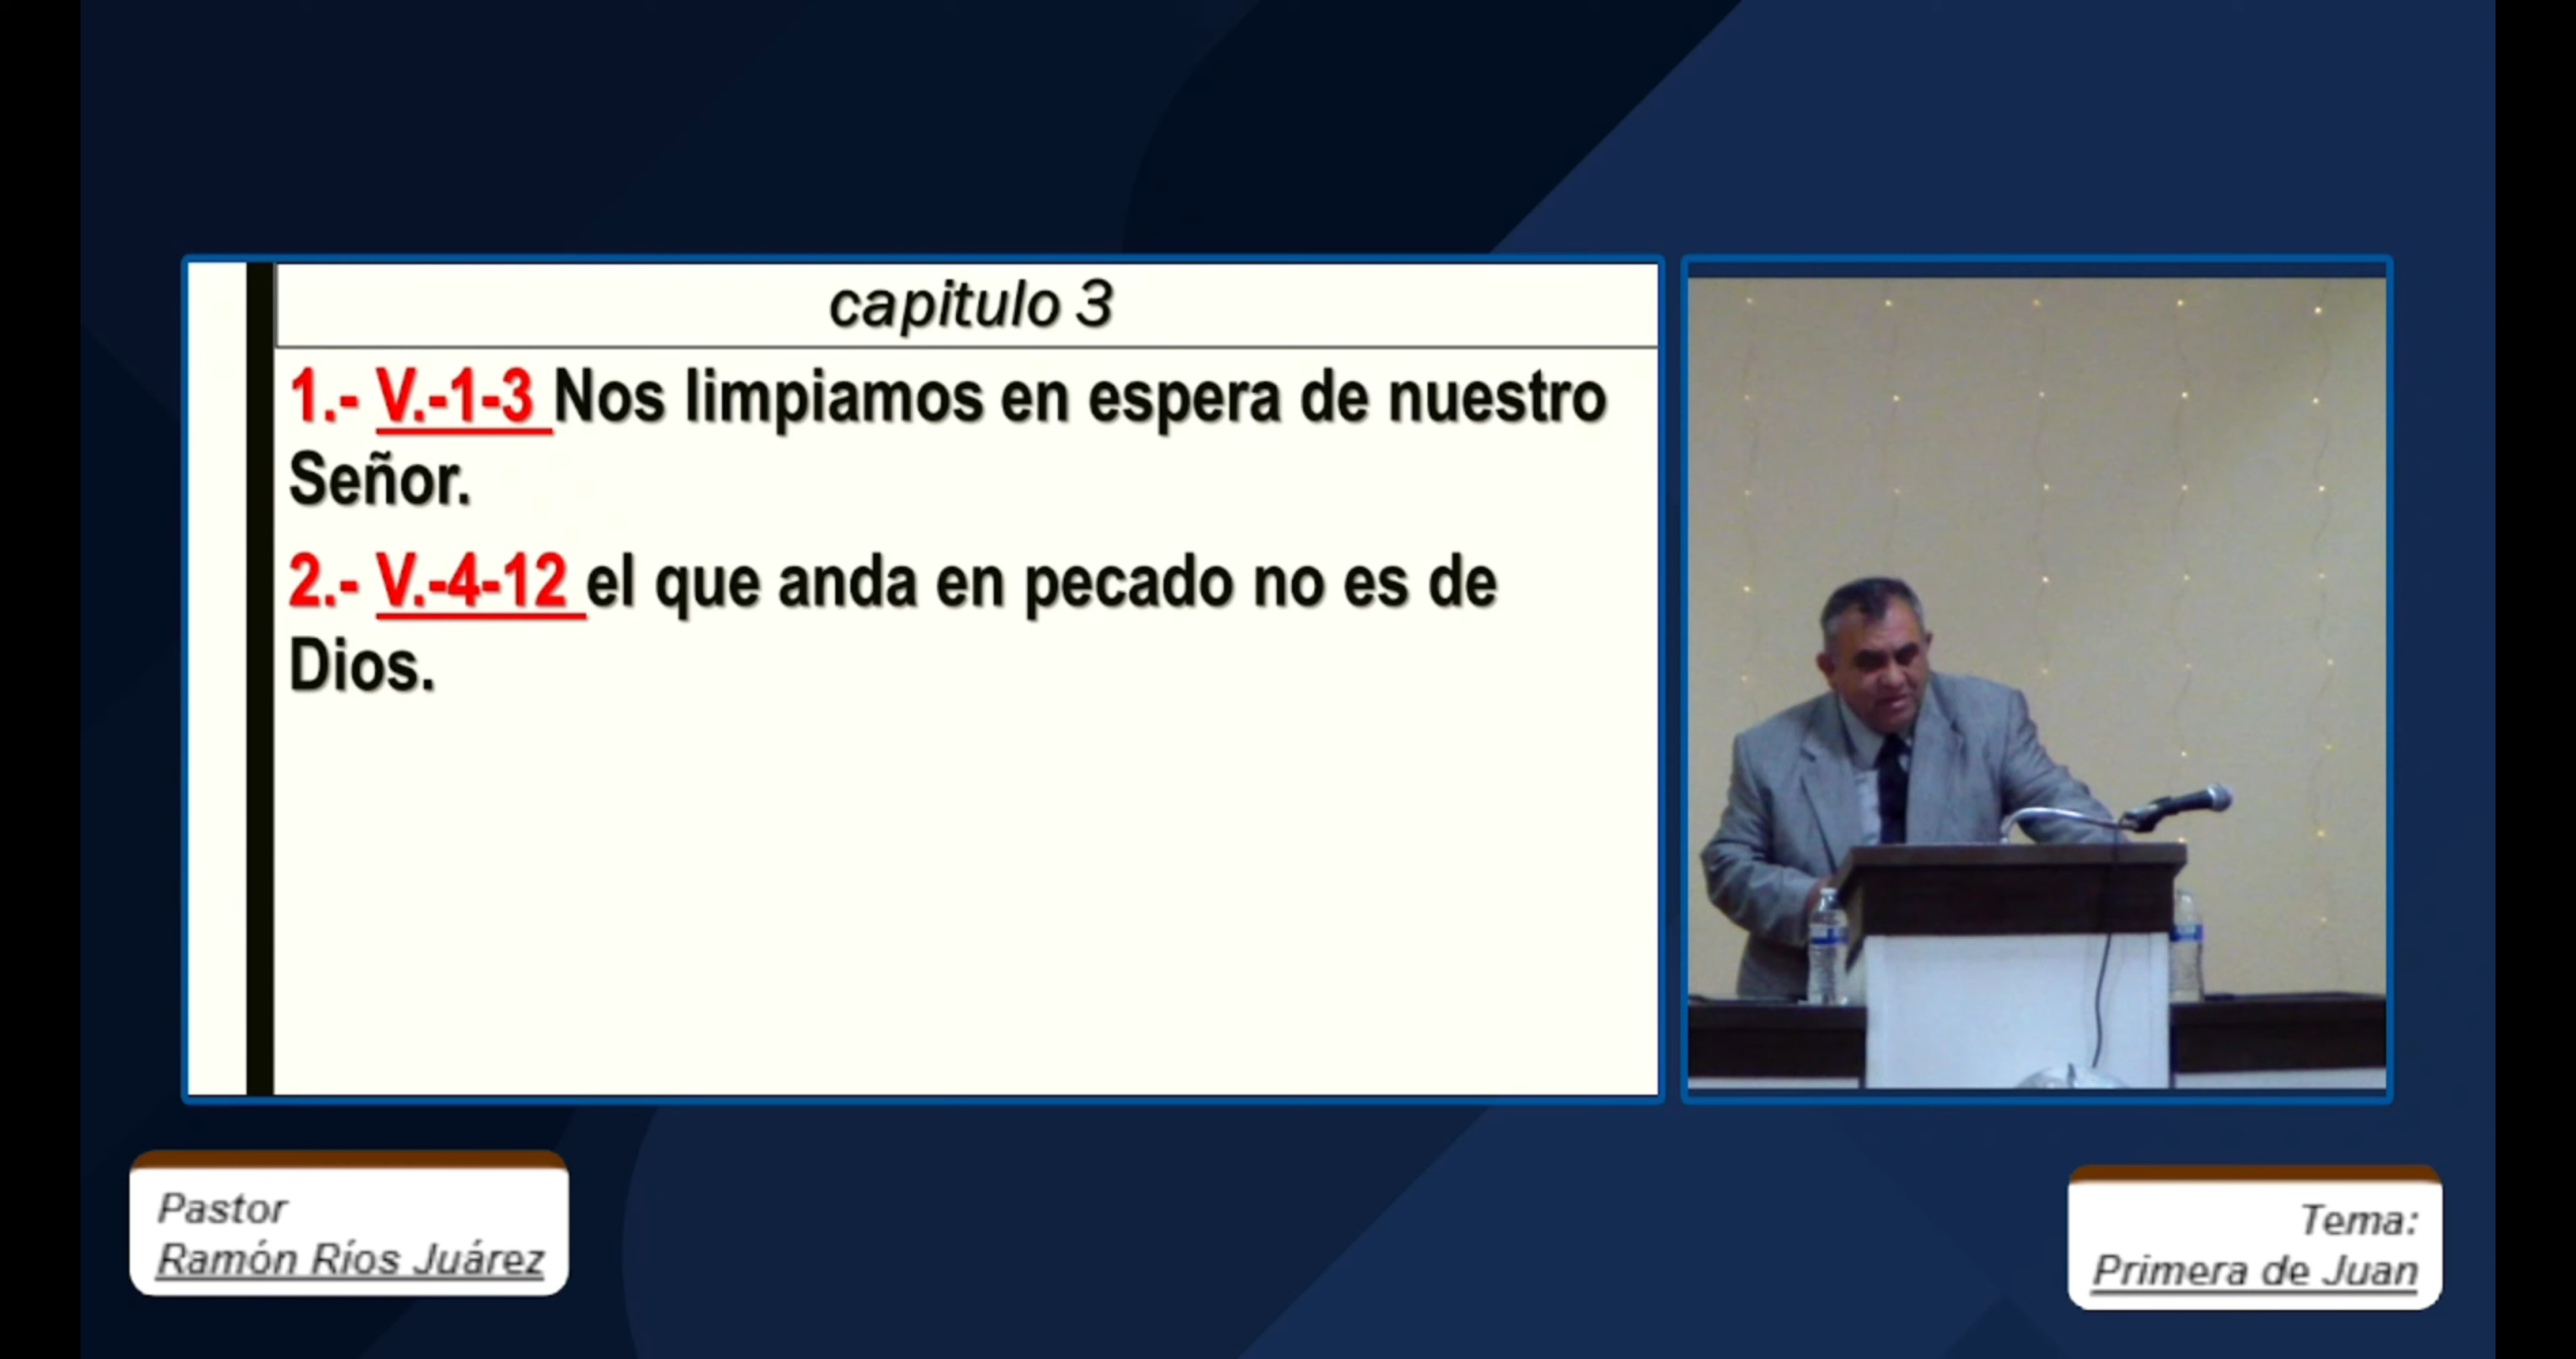 capitulo 3
1.- V.-1-3 Nos limpiamos en espera de nuestro
Señor.
2.- V.-4-12 el que anda en pecado no es de
Dios.
Pastor
Ramón Ríos Juárez
Tema:
Primera de Juan